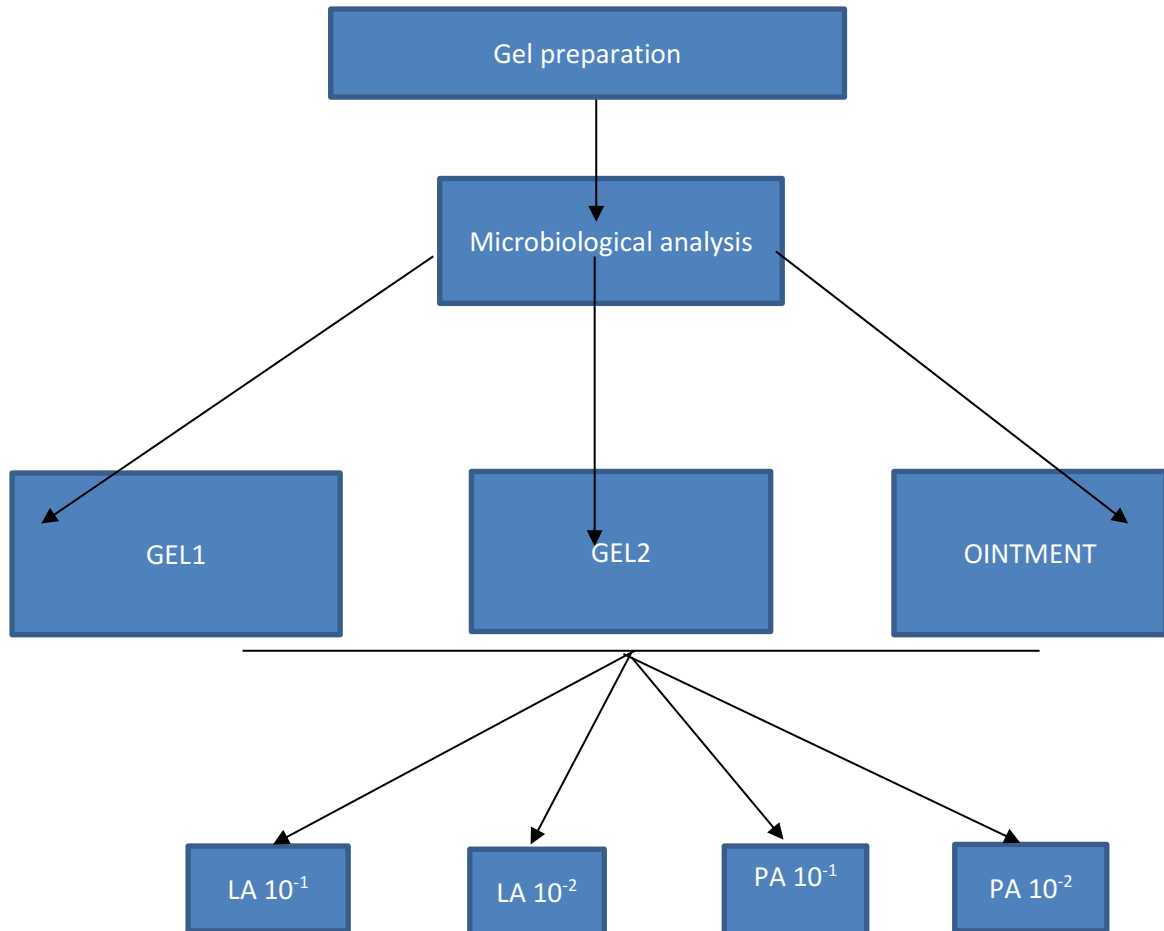 Gel preparation
Microbiological analysis
GEL1
GEL2
OINTMENT
LA 10⁻¹
LA 10⁻²
PA 10⁻¹
PA 10⁻²